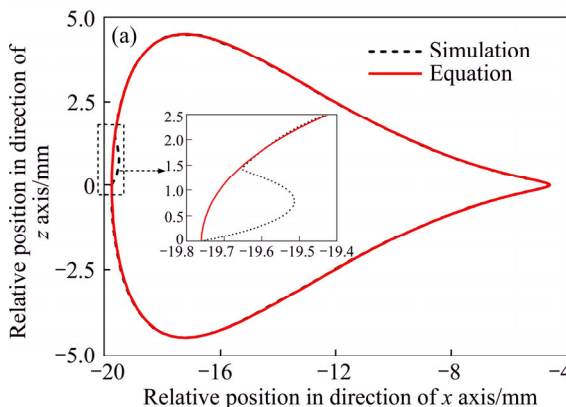 (a)
Simulation
Equation
5.0
2.5
0
−2.5
−5.0
2.5
2.0
1.5
1.0
0.5
0
−19.8 −19.7 −19.6 −19.5 −19.4
−20 −16 −12 −8 −4
Relative position in direction of
z axis/mm
Relative position in direction of x axis/mm